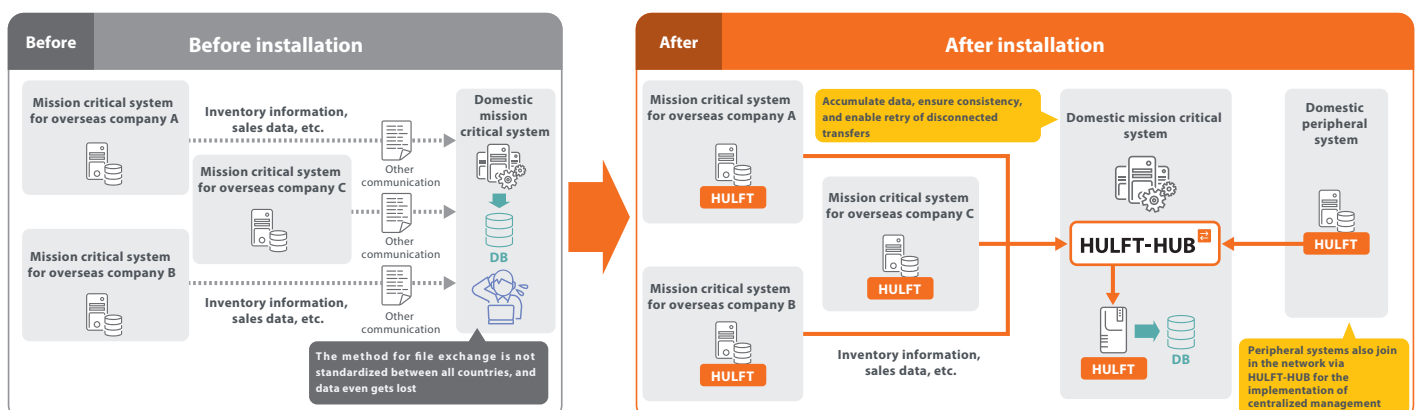 Before
Before installation
Mission critical system
for overseas company A
Inventory information,
sales data, etc.
Other
communication
Mission critical system
for overseas company C
Other
communication
Mission critical system
for overseas company B
Inventory information,
sales data, etc.
Other
communication
Domestic
mission
critical system
DB
The method for file exchange is not
standardized between all countries, and
data even gets lost
After
After installation
Mission critical system
for overseas company A
HULFT
Accumulate data, ensure consistency,
and enable retry of disconnected
transfers
Mission critical system
for overseas company C
HULFT
Mission critical system
for overseas company B
HULFT
Inventory information,
sales data, etc.
Domestic mission critical
system
HULFT-HUB
HULFT
DB
Domestic
peripheral
system
HULFT
Peripheral systems also join
in the network via
HULFT-HUB for the
implementation of
centralized management